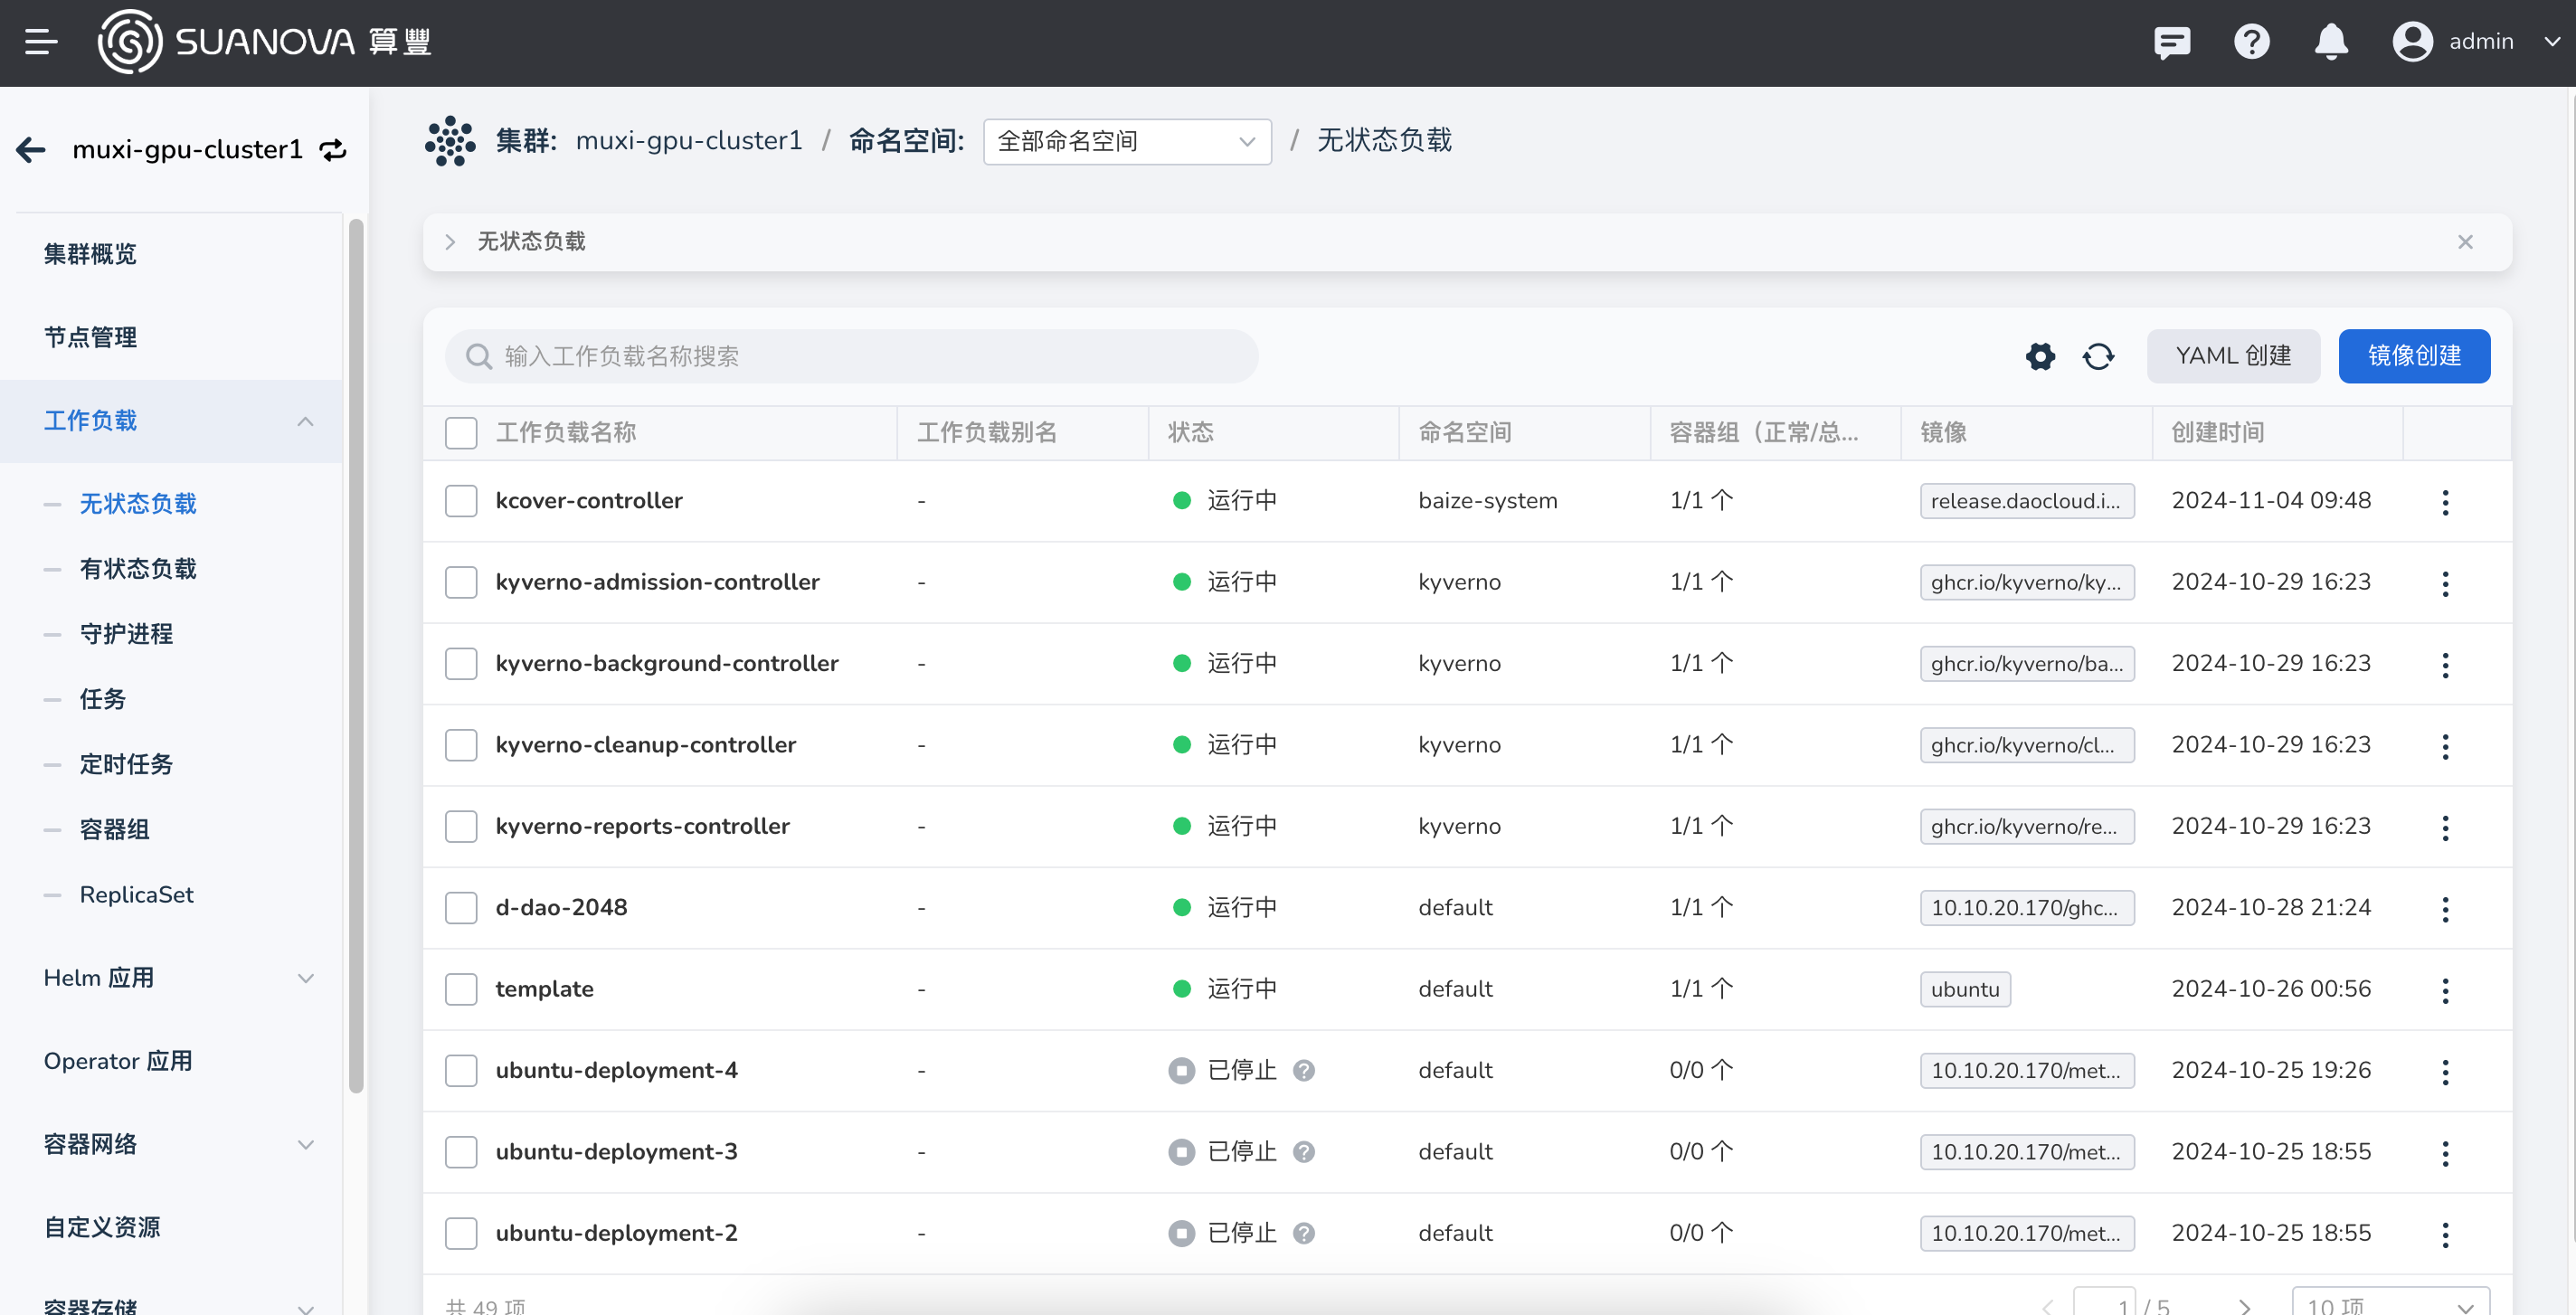 SUANOVA 算豐
admin
muxi-gpu-cluster1
集群: muxi-gpu-cluster1 / 命名空间: 全部命名空间 / 无状态负载
集群概览
节点管理
工作负载
无状态负载
有状态负载
守护进程
任务
定时任务
容器组
ReplicaSet
Helm 应用
Operator 应用
容器网络
自定义资源
容器存储
无状态负载
输入工作负载名称搜索
YAML 创建
镜像创建
工作负载名称 工作负载别名 状态 命名空间 容器组（正常/总... 镜像 创建时间
kcover-controller - 运行中 baize-system 1/1 个 release.daocloud.i... 2024-11-04 09:48
kyverno-admission-controller - 运行中 kyverno 1/1 个 ghcr.io/kyverno/ky... 2024-10-29 16:23
kyverno-background-controller - 运行中 kyverno 1/1 个 ghcr.io/kyverno/ba... 2024-10-29 16:23
kyverno-cleanup-controller - 运行中 kyverno 1/1 个 ghcr.io/kyverno/cl... 2024-10-29 16:23
kyverno-reports-controller - 运行中 kyverno 1/1 个 ghcr.io/kyverno/re... 2024-10-29 16:23
d-dao-2048 - 运行中 default 1/1 个 10.10.20.170/ghc... 2024-10-28 21:24
template - 运行中 default 1/1 个 ubuntu 2024-10-26 00:56
ubuntu-deployment-4 - 已停止 default 0/0 个 10.10.20.170/met... 2024-10-25 19:26
ubuntu-deployment-3 - 已停止 default 0/0 个 10.10.20.170/met... 2024-10-25 18:55
ubuntu-deployment-2 - 已停止 default 0/0 个 10.10.20.170/met... 2024-10-25 18:55
共 49 项 1 / 5 10 项